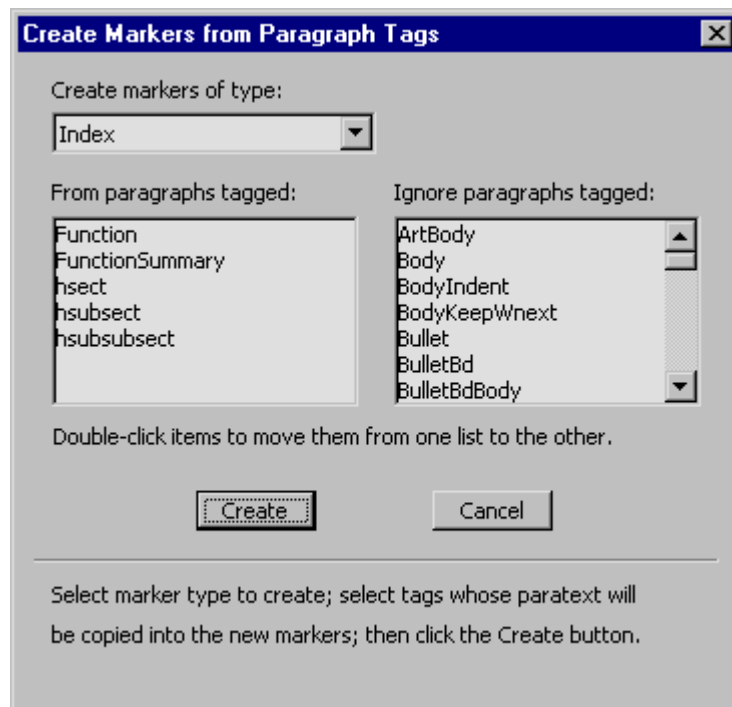 Create Markers from Paragraph Tags
Create markers of type:
Index
From paragraphs tagged:
Function
FunctionSummary
hsect
hsubsect
hsubsubsect
Ignore paragraphs tagged:
ArtBody
Body
BodyIndent
BodyKeepWnext
Bullet
BulletBd
BulletBdBody
Double-click items to move them from one list to the other.
Create
Cancel
Select marker type to create; select tags whose paratext will
be copied into the new markers; then click the Create button.